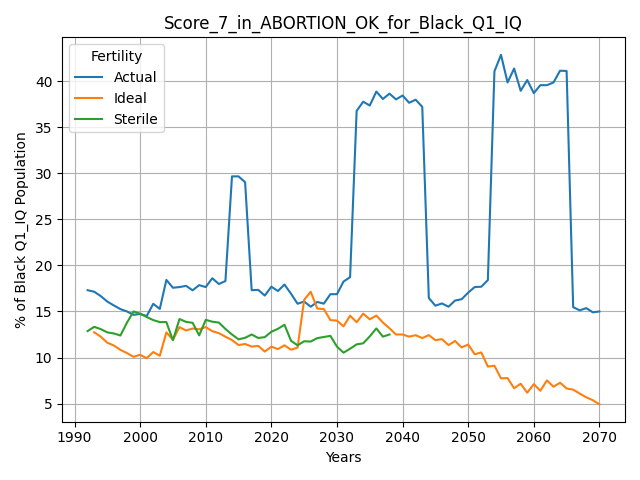 Score_7_in_ABORTION_OK_for_Black_Q1_IQ
Fertility
Actual
Ideal
Sterile
% of Black Q1_IQ Population
40
35
30
25
20
15
10
5
1990 2000 2010 2020 2030 2040 2050 2060 2070
Years